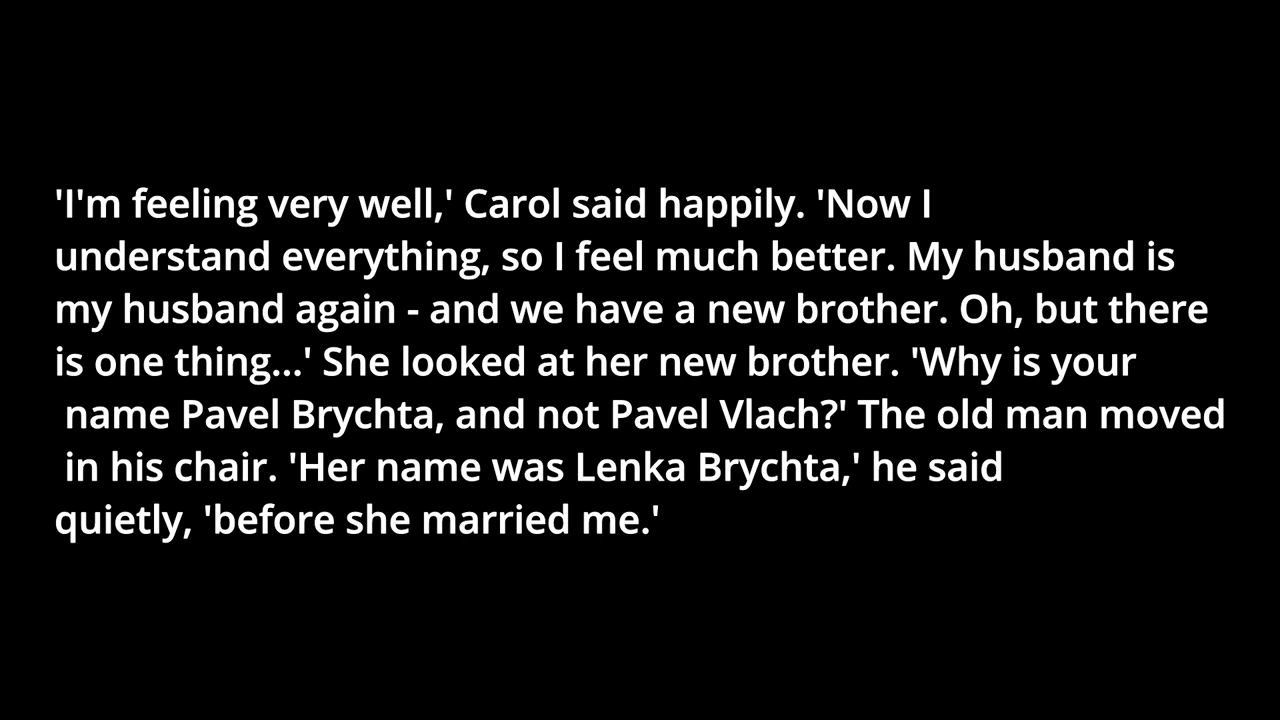 'I'm feeling very well,' Carol said happily. 'Now I
understand everything, so I feel much better. My husband is
my husband again - and we have a new brother. Oh, but there
is one thing...' She looked at her new brother. 'Why is your
name Pavel Brychta, and not Pavel Vlach?' The old man moved
in his chair. 'Her name was Lenka Brychta,' he said
quietly, 'before she married me.'